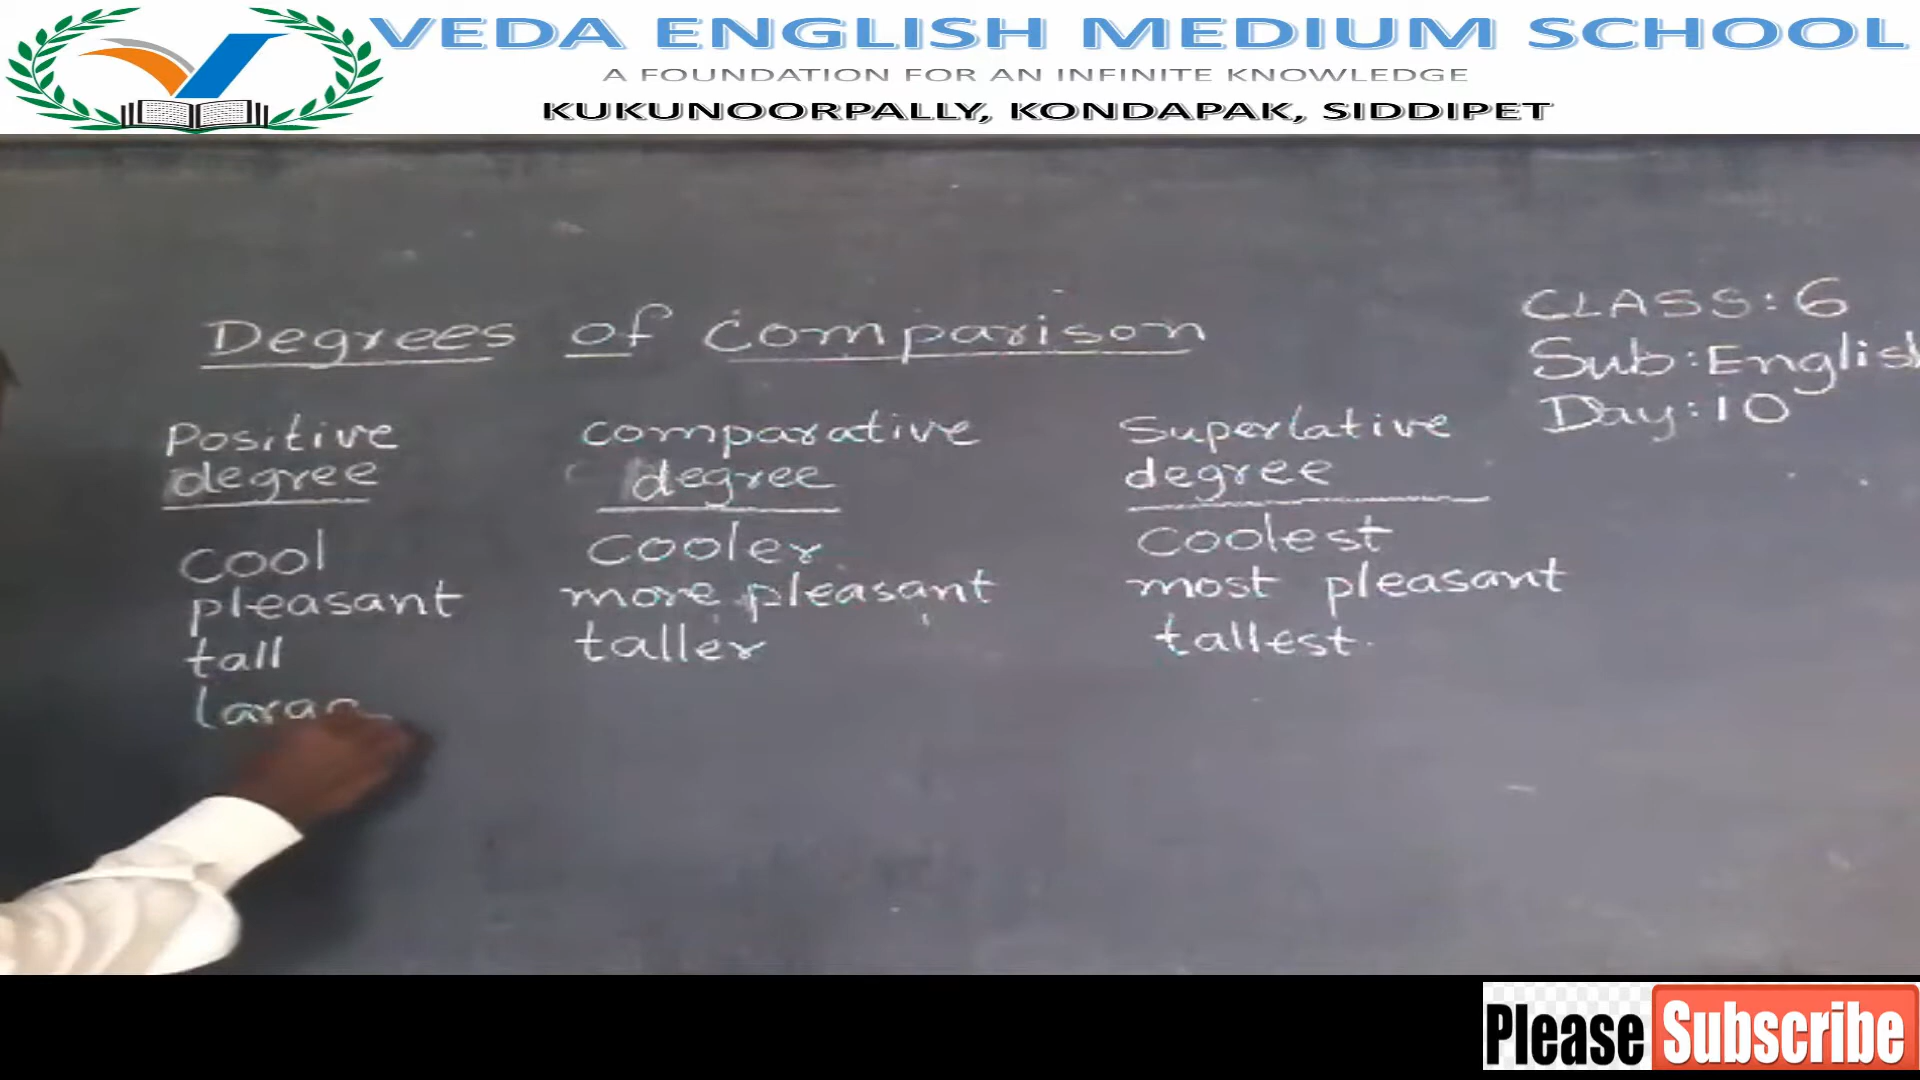 VEDA ENGLISH MEDIUM SCHOOL
A FOUNDATION FOR AN INFINITE KNOWLEDGE
KUKUNOORPALLY, KONDAPAK, SIDDIPET
CLASS: 6
Sub: English
Day: 10
Degrees of Comparison
Positive degree
comparative degree
Superlative degree
cool cooler coolest
pleasant more pleasant most pleasant
tall taller tallest.
Please Subscribe